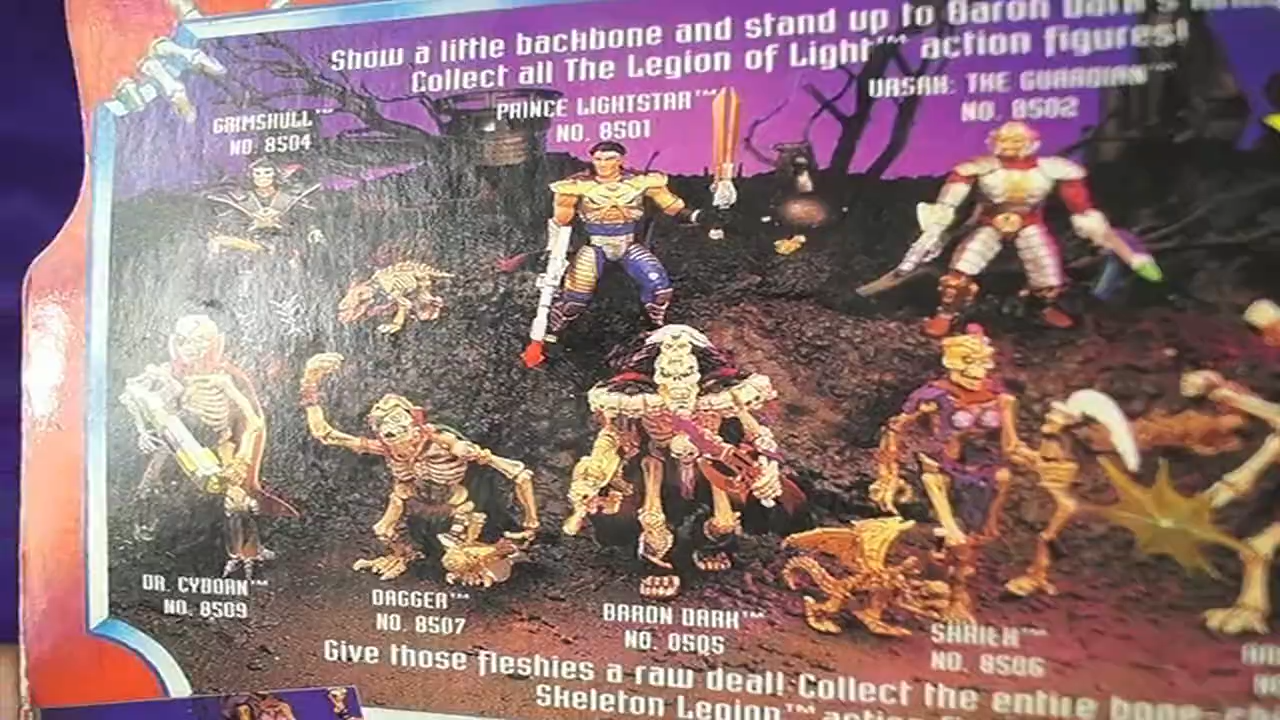 Show a little backbone and stand up to Baron Dark's
Collect all The Legion of Light™ action figures!
GRIMSKULL™
NO. 8504
PRINCE LIGHTSTAR™
NO. 8501
URSAK: THE GUARDIAN™
NO. 8502
DR. CYBORN™
NO. 8509
DAGGER™
NO. 8507
BARON DARK™
NO. 8505
SHRIEK™
NO. 8506
Give those fleshies a raw deal! Collect the entire
Skeleton Legion™